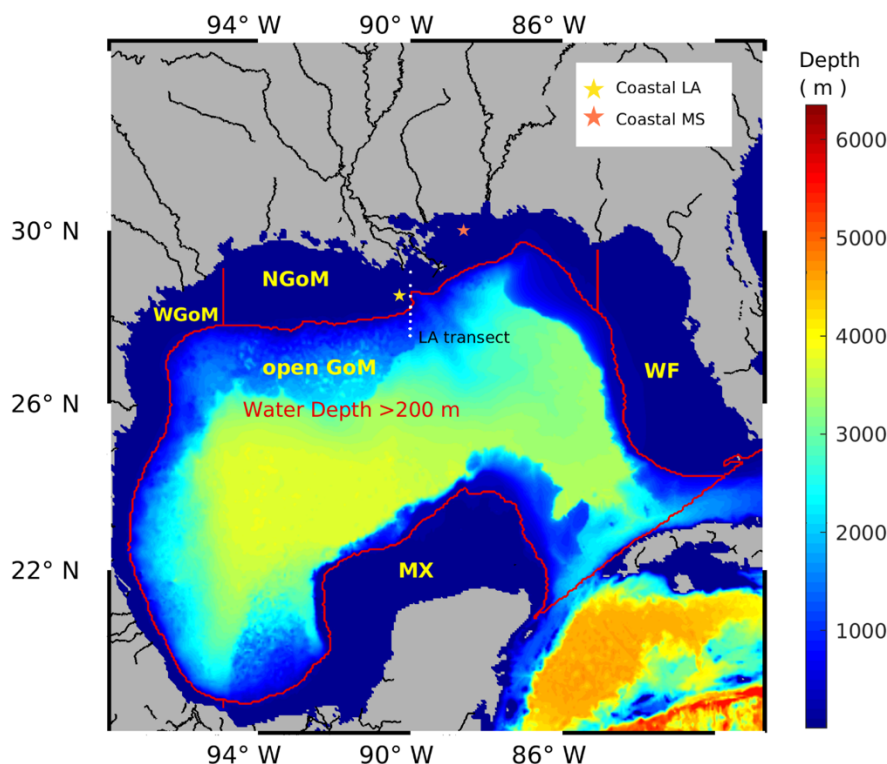 94° W 90° W 86° W
Depth
( m )
Coastal LA
Coastal MS
6000
5000
4000
3000
2000
1000
30° N
26° N
22° N
NGoM
WGoM
LA transect
open GoM
WF
Water Depth >200 m
MX
94° W 90° W 86° W